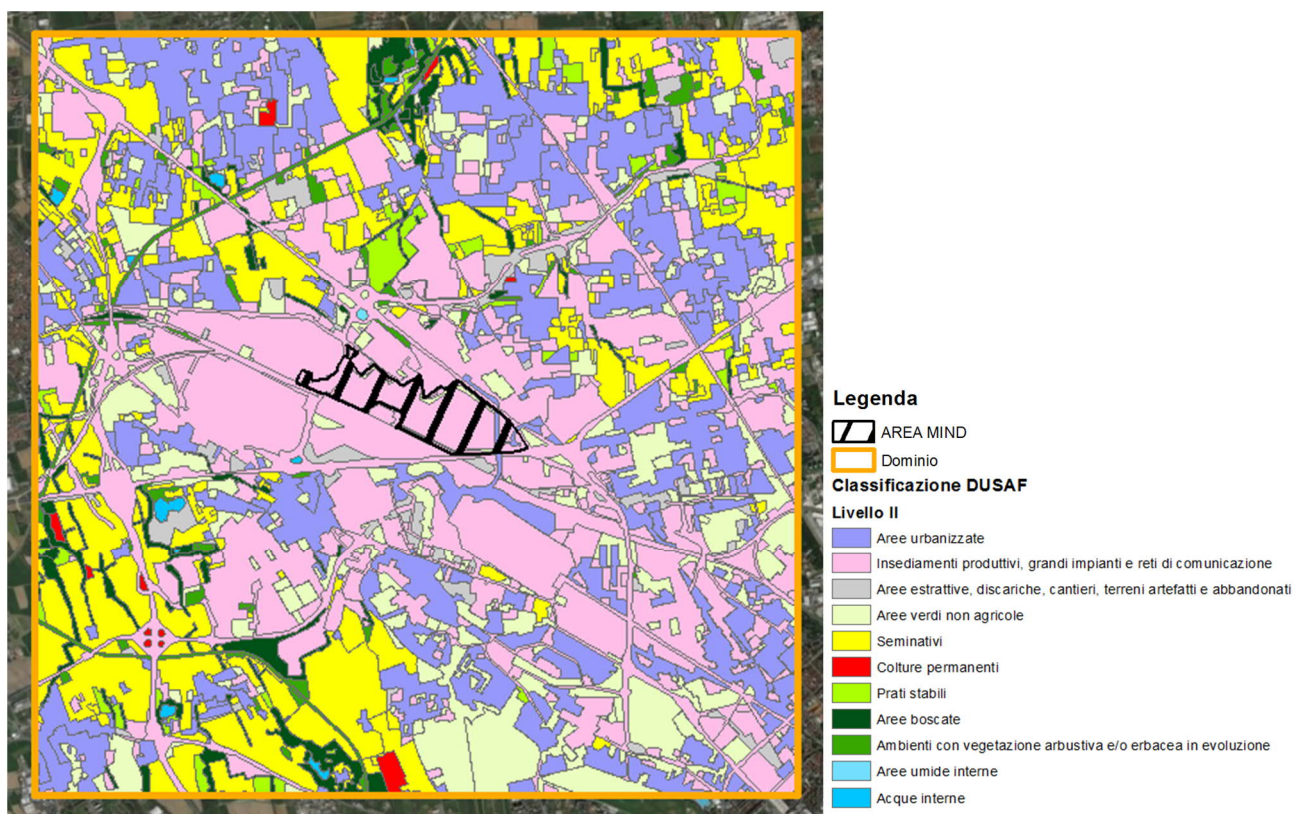 Legenda
AREA MIND
Dominio
Classificazione DUSAF
Livello II
Aree urbanizzate
Insediamenti produttivi, grandi impianti e reti di comunicazione
Aree estrattive, discariche, cantieri, terreni artefatti e abbandonati
Aree verdi non agricole
Seminativi
Colture permanenti
Prati stabili
Aree boscate
Ambienti con vegetazione arbustiva e/o erbacea in evoluzione
Aree umide interne
Acque interne